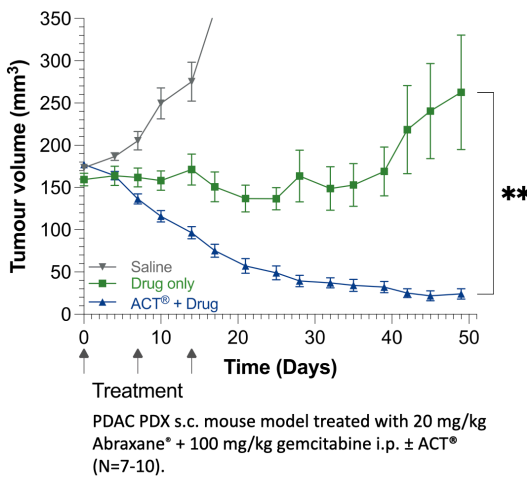 350
300
250
200
150
100
50
0
Tumour volume (mm³)
Saline
Drug only
ACT® + Drug
**
0 10 20 30 40 50
Time (Days)
Treatment
PDAC PDX s.c. mouse model treated with 20 mg/kg
Abraxane® + 100 mg/kg gemcitabine i.p. ± ACT®
(N=7-10).